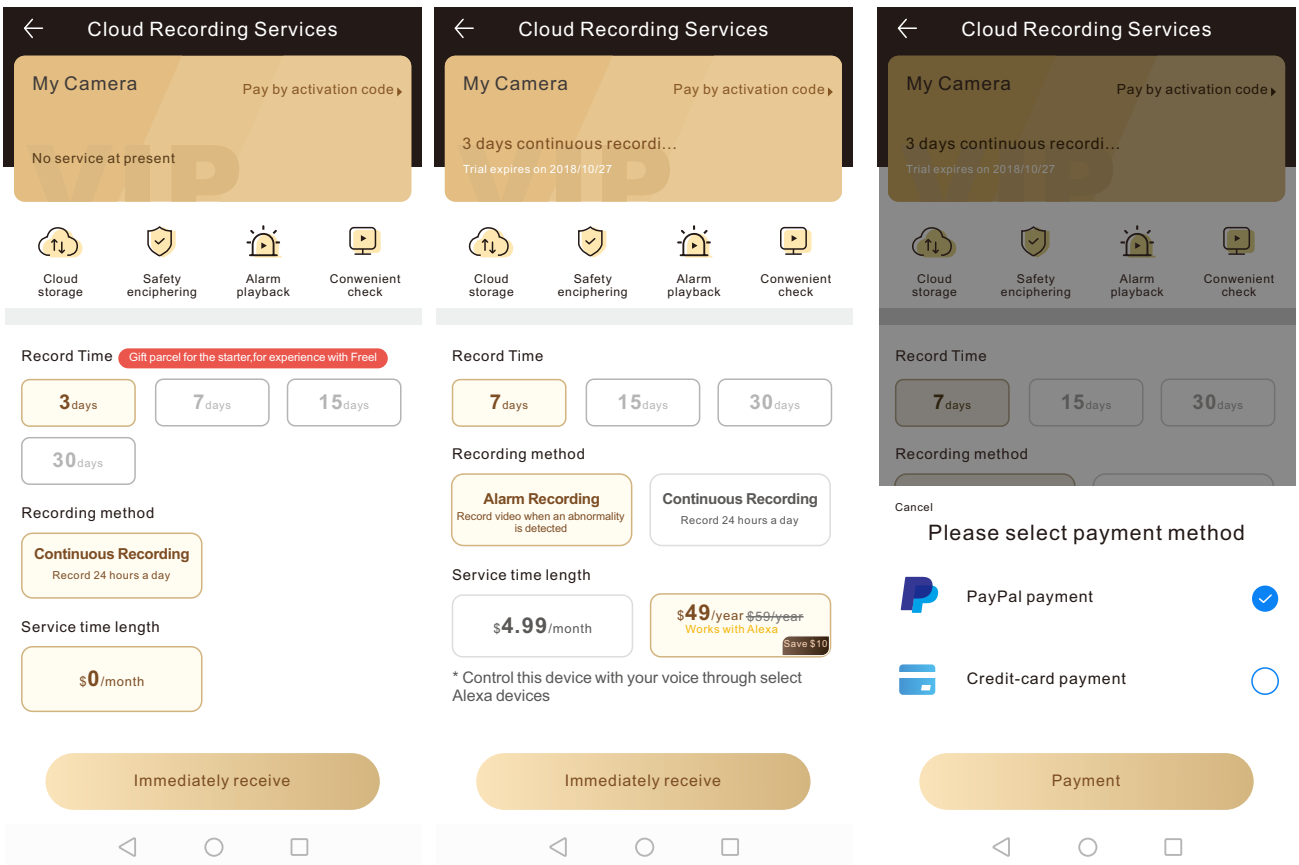 Cloud Recording Services
My Camera
Pay by activation code
No service at present
VIP
Cloud storage
Safety enciphering
Alarm playback
Conwenient check
Record Time
Gift parcel for the starter,for experience with Freel
3days
7days
15days
30days
Recording method
Continuous Recording
Record 24 hours a day
Service time length
$0/month
Immediately receive
Cloud Recording Services
My Camera
Pay by activation code
3 days continuous recordi...
Trial expires on 2018/10/27
VIP
Cloud storage
Safety enciphering
Alarm playback
Conwenient check
Record Time
7days
15days
30days
Recording method
Alarm Recording
Record video when an abnormality
is detected
Continuous Recording
Record 24 hours a day
Service time length
$4.99/month
$49/year $59/year
Works with Alexa
Save $10
* Control this device with your voice through select
Alexa devices
Immediately receive
Cloud Recording Services
My Camera
Pay by activation code
3 days continuous recordi...
Trial expires on 2018/10/27
VIP
Cloud storage
Safety enciphering
Alarm playback
Conwenient check
Record Time
7days
15days
30days
Recording method
Cancel
Please select payment method
PayPal payment
Credit-card payment
Payment